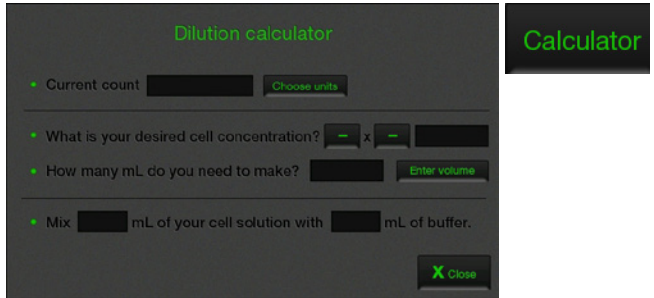 Dilution calculator
Calculator
• Current count Choose units
• What is your desired cell concentration? – x –
• How many mL do you need to make? Enter volume
• Mix mL of your cell solution with mL of buffer.
X Close